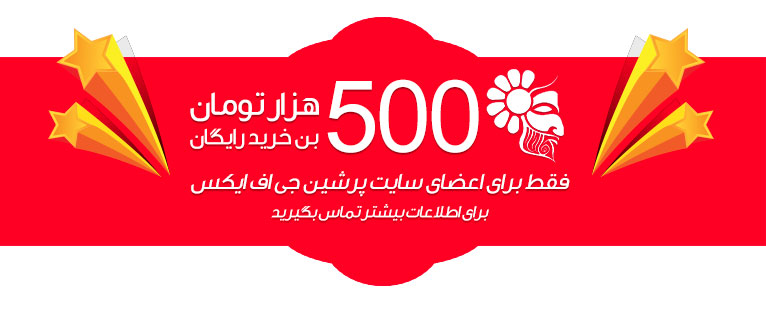 500 هزار تومان
بن خرید رایگان
فقط برای اعضای سایت پرشین جی اف ایکس
برای اطلاعات بیشتر تماس بگیرید